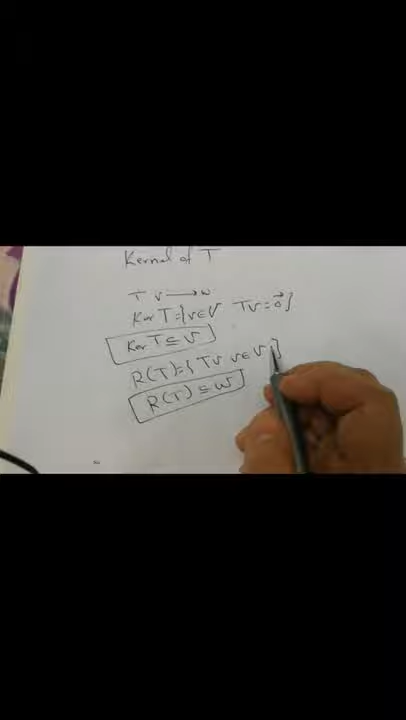 Kernel of T
T V ⟶ W
Ker T = {v ∈ V Tv = 0⃗}
Ker T ⊆ V
R(T) = { Tv v ∈ V }
R(T) ⊆ W